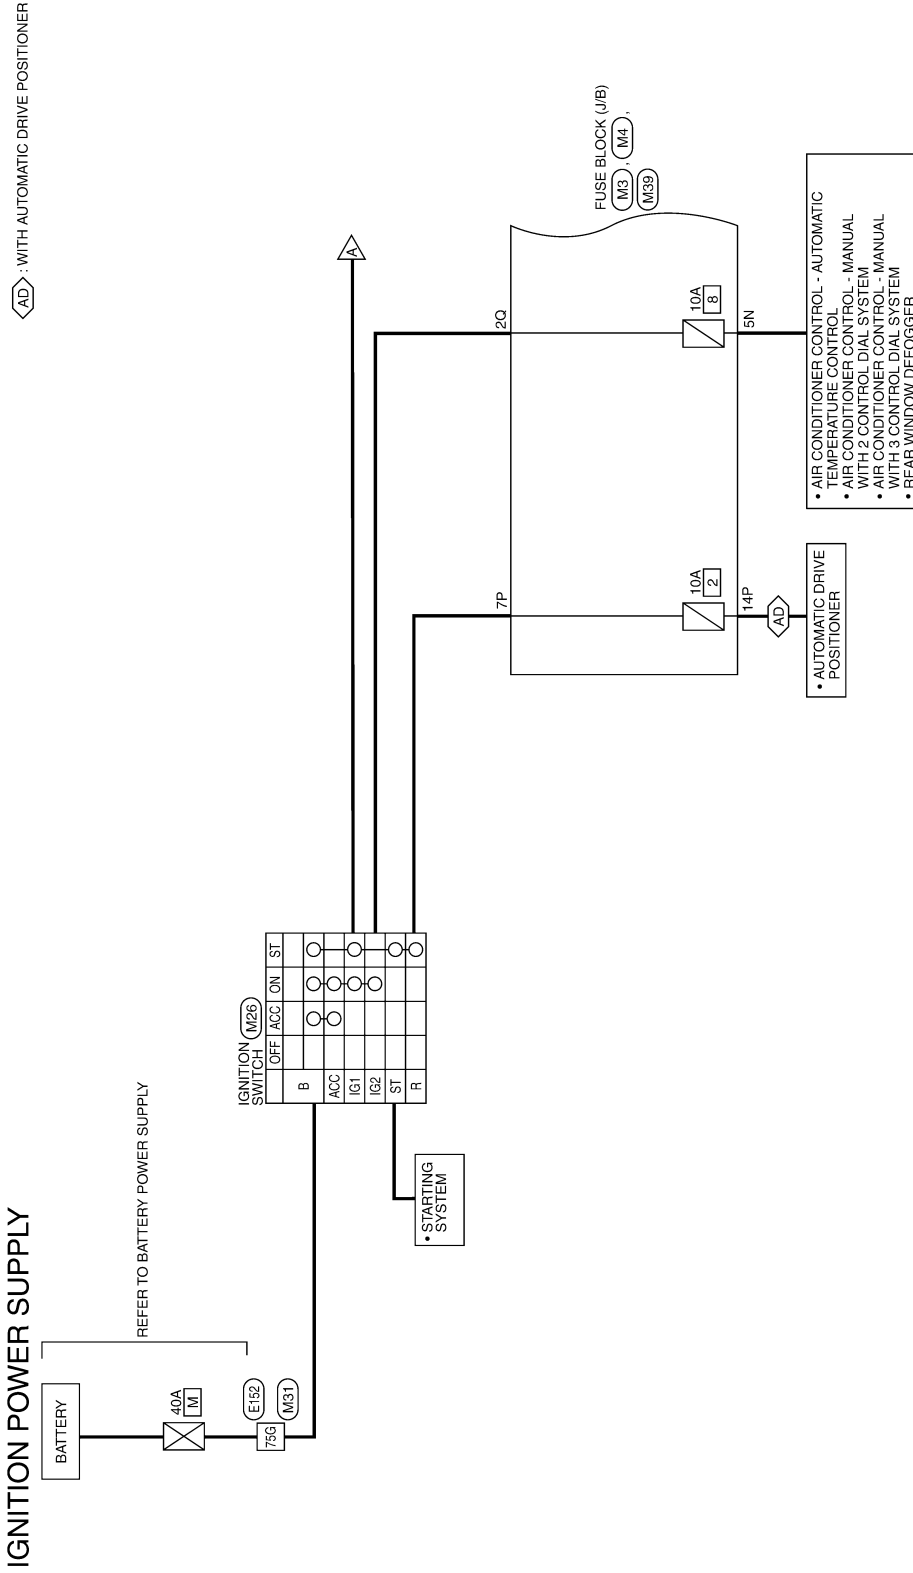 IGNITION POWER SUPPLY
AD : WITH AUTOMATIC DRIVE POSITIONER
BATTERY
REFER TO BATTERY POWER SUPPLY
40A
M
E152
75G
M31
IGNITION
SWITCH
M26
OFF ACC ON ST
B
ACC
IG1
IG2
ST
R
• STARTING
SYSTEM
A
7P
2Q
FUSE BLOCK (J/B)
M3 , M4 ,
M39
10A
2
10A
8
14P
5N
AD
• AUTOMATIC DRIVE
POSITIONER
• AIR CONDITIONER CONTROL - AUTOMATIC
TEMPERATURE CONTROL
• AIR CONDITIONER CONTROL - MANUAL
WITH 2 CONTROL DIAL SYSTEM
• AIR CONDITIONER CONTROL - MANUAL
WITH 3 CONTROL DIAL SYSTEM
• REAR WINDOW DEFOGGER